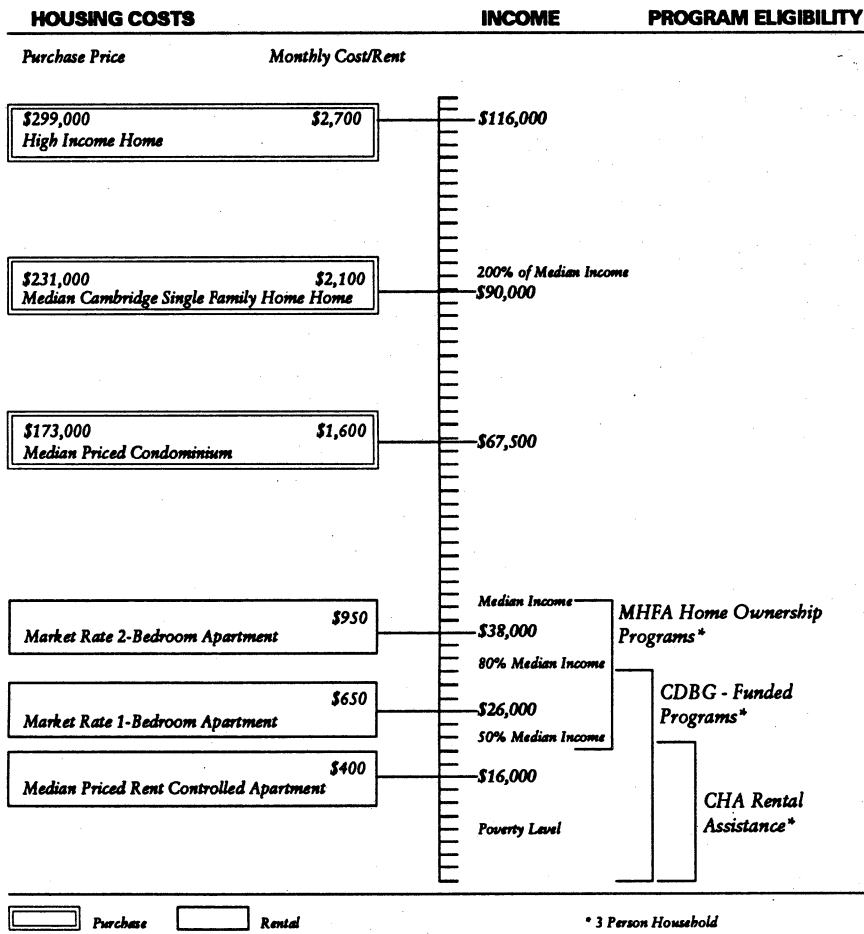 HOUSING COSTS INCOME PROGRAM ELIGIBILITY
Purchase Price Monthly Cost/Rent
$299,000 $2,700 $116,000
High Income Home
200% of Median Income
$231,000 $2,100
Median Cambridge Single Family Home Home $90,000
$173,000 $1,600 $67,500
Median Priced Condominium
Median Income
$950 MHFA Home Ownership
Market Rate 2-Bedroom Apartment $38,000 Programs*
80% Median Income
$650 CDBG - Funded
Market Rate 1-Bedroom Apartment $26,000 Programs*
50% Median Income
$400 $16,000
Median Priced Rent Controlled Apartment
CHA Rental
Poverty Level Assistance*
Purchase Rental * 3 Person Household